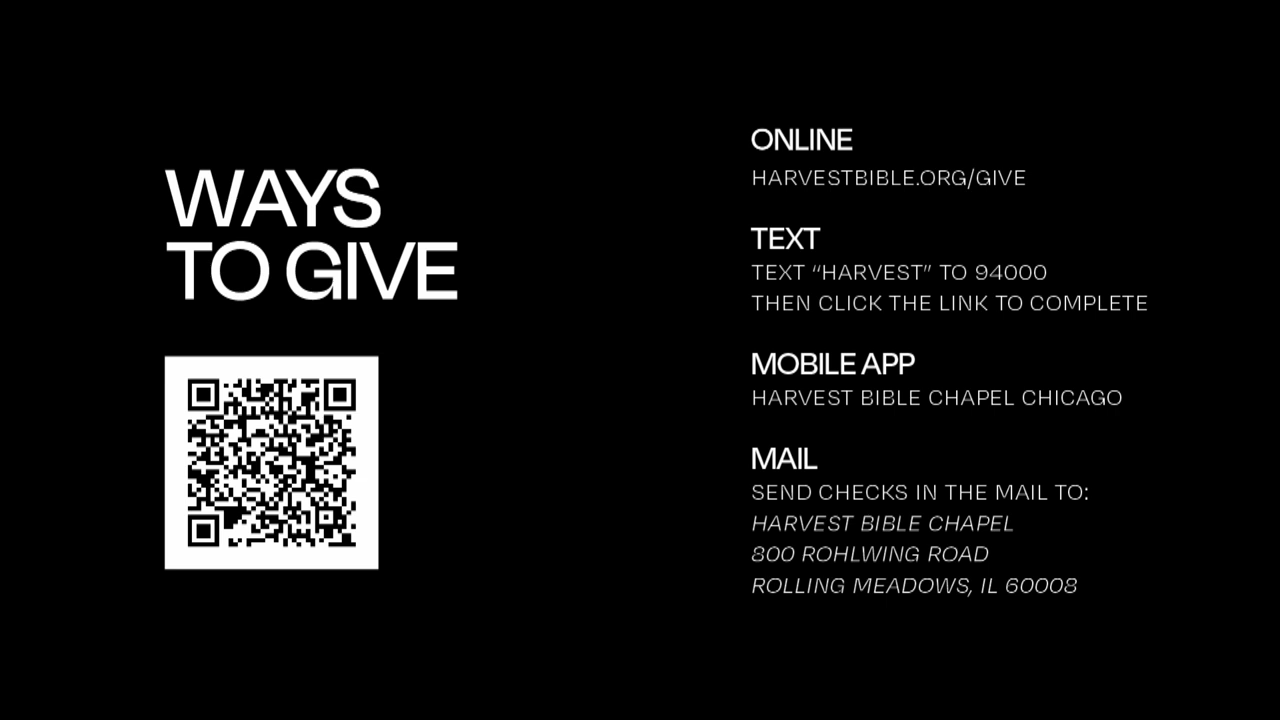 WAYS
TO GIVE
ONLINE
HARVESTBIBLE.ORG/GIVE
TEXT
TEXT “HARVEST” TO 94000
THEN CLICK THE LINK TO COMPLETE
MOBILE APP
HARVEST BIBLE CHAPEL CHICAGO
MAIL
SEND CHECKS IN THE MAIL TO:
HARVEST BIBLE CHAPEL
800 ROHLWING ROAD
ROLLING MEADOWS, IL 60008